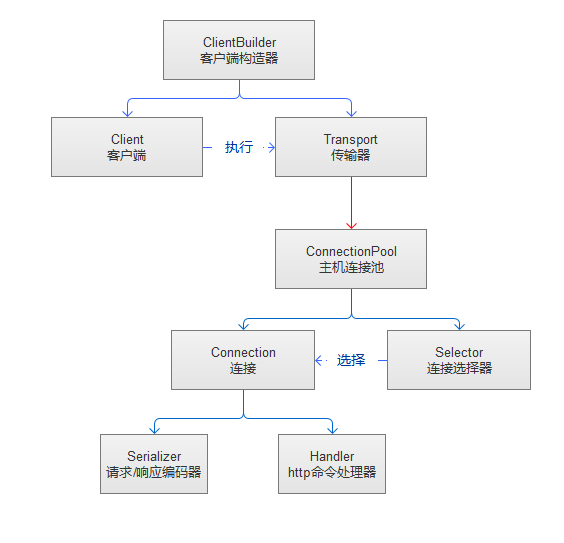 ClientBuilder
客户端构造器
Client
客户端
执行
Transport
传输器
ConnectionPool
主机连接池
Connection
连接
选择
Selector
连接选择器
Serializer
请求/响应编码器
Handler
http命令处理器